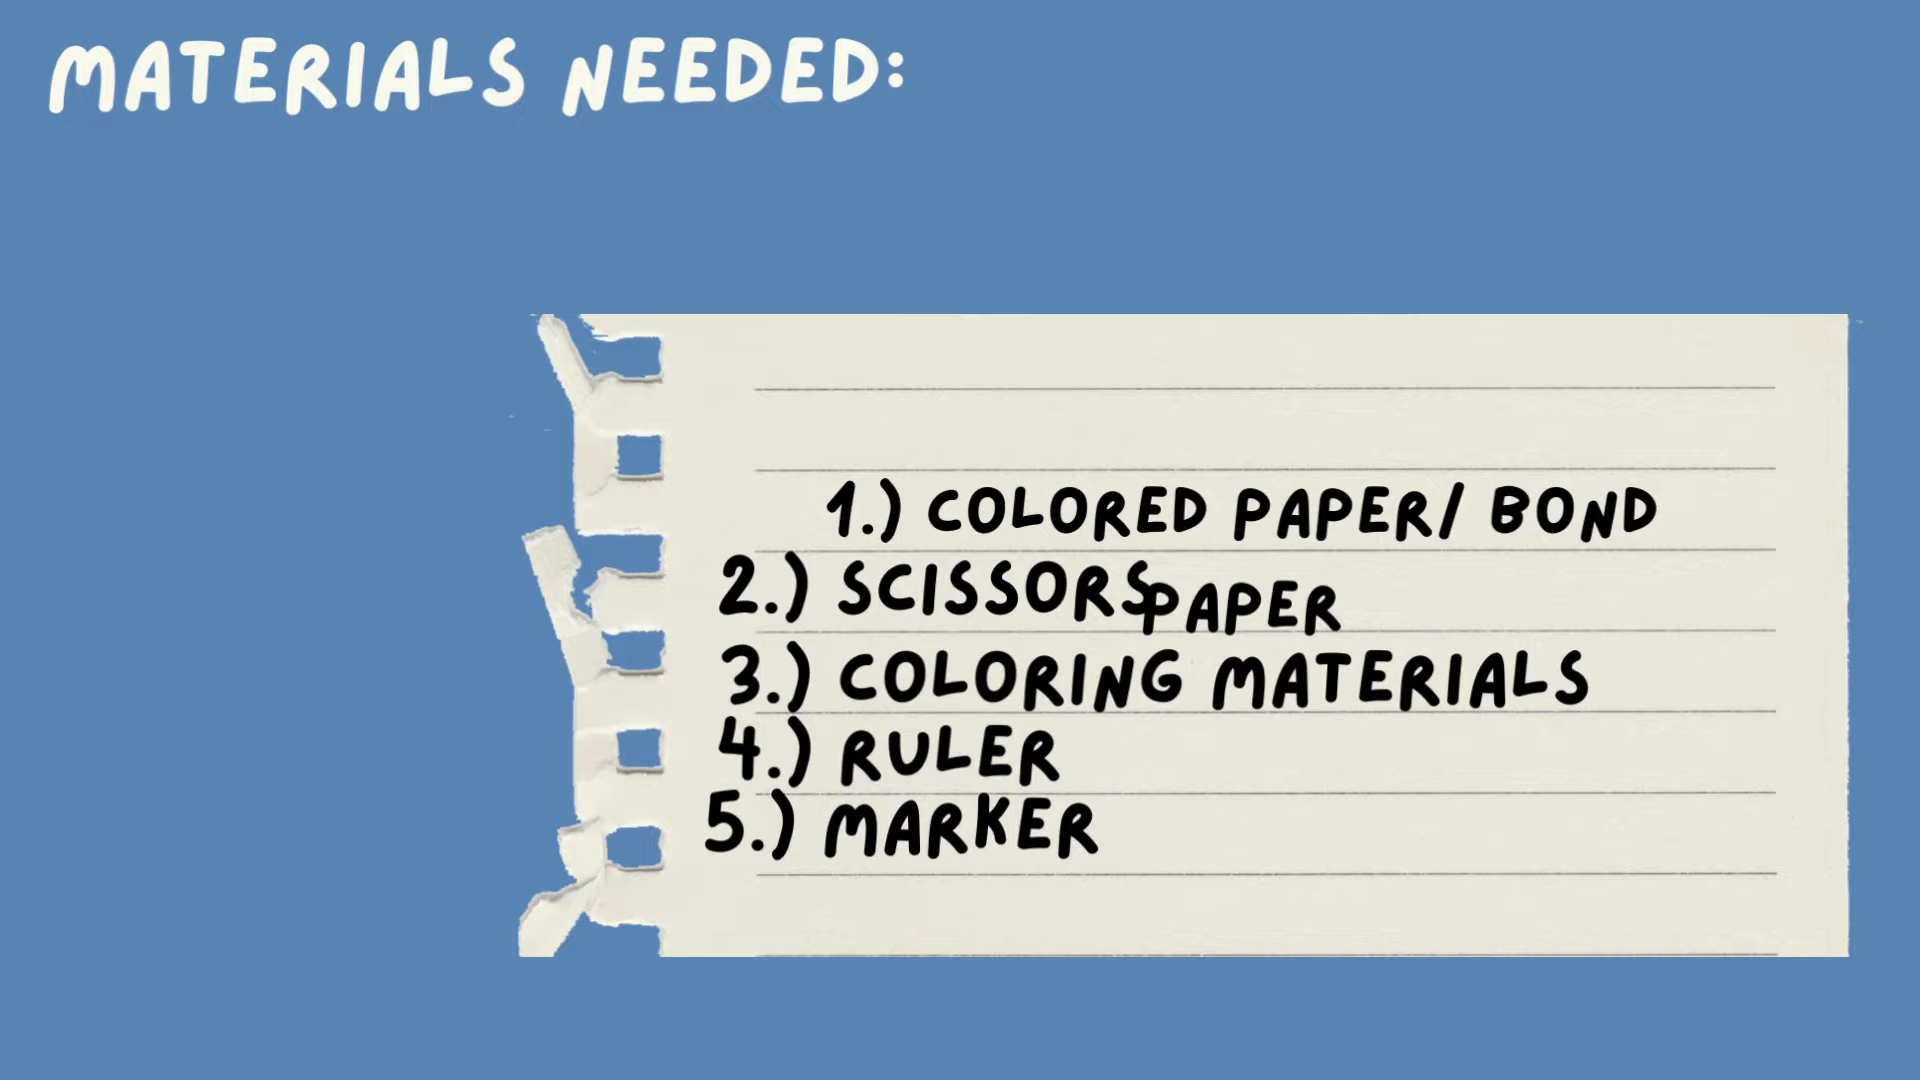 MATERIALS NEEDED:
1.) COLORED PAPER/ BOND
PAPER
2.) SCISSORS
3.) COLORING MATERIALS
4.) RULER
5.) MARKER